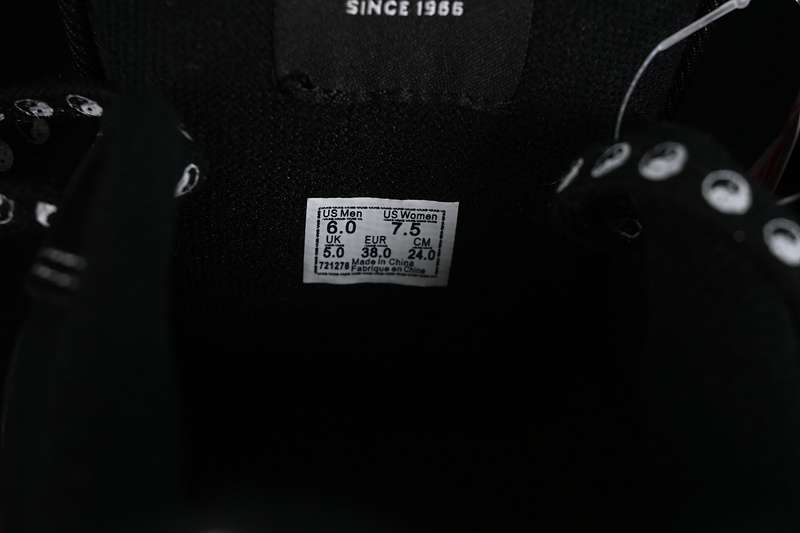 SINCE 1966
US Men US Women
6.0 7.5
UK EUR CM
5.0 38.0 24.0
721278 Made in China
Fabrique en China